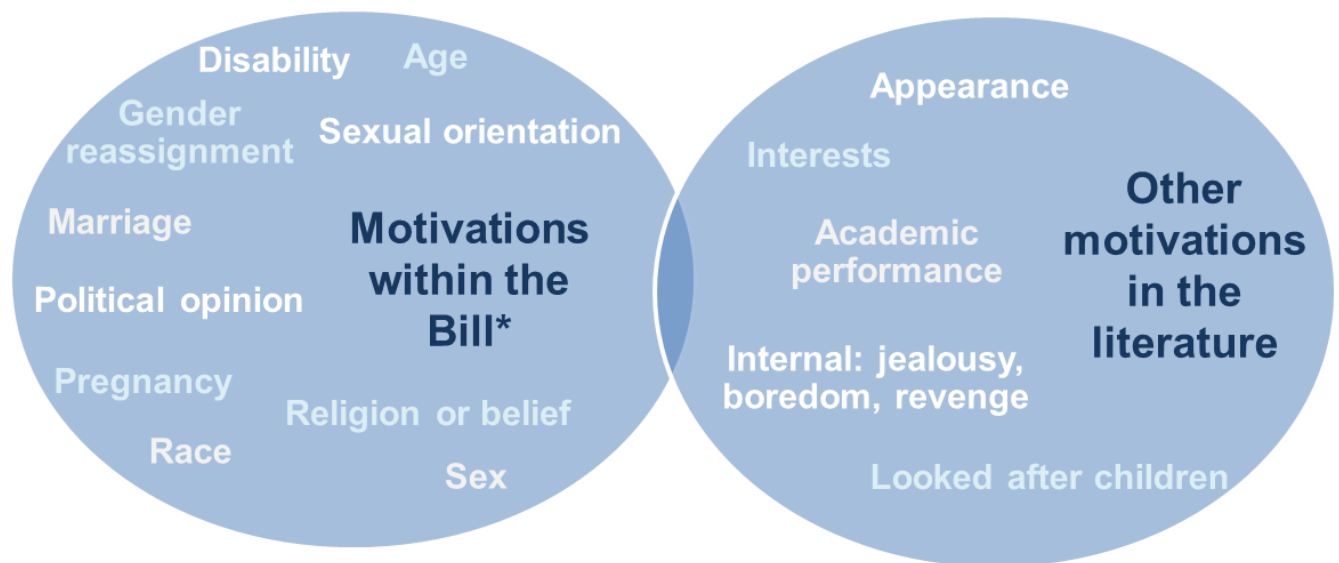 Disability
Age
Gender
reassignment
Sexual orientation
Marriage
Motivations
within the
Bill*
Political opinion
Pregnancy
Religion or belief
Race
Sex
Appearance
Interests
Other
motivations
in the
literature
Academic
performance
Internal: jealousy,
boredom, revenge
Looked after children